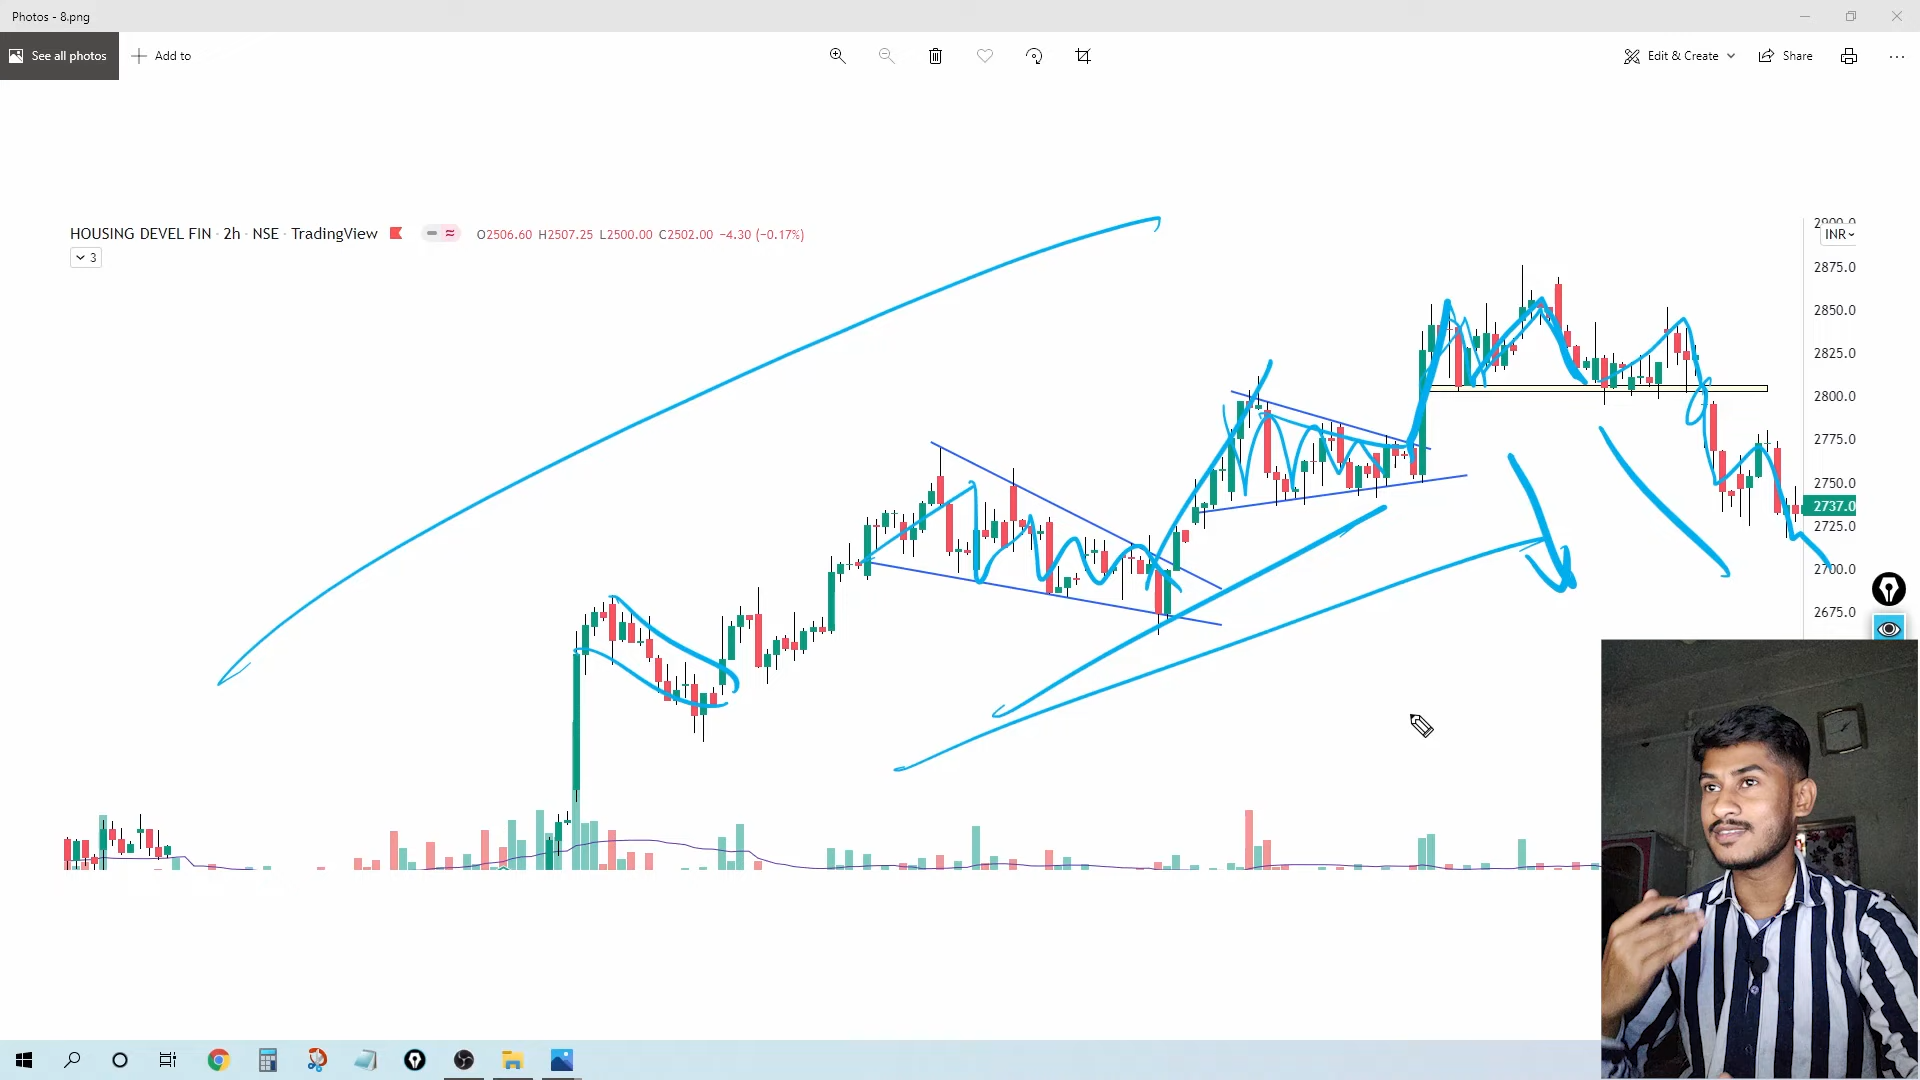 Photos - 8.png
See all photos
Add to
Edit & Create
Share
HOUSING DEVEL FIN · 2h · NSE · TradingView
O2506.60 H2507.25 L2500.00 C2502.00 −4.30 (−0.17%)
3
2900.0
INR
2875.0
2850.0
2825.0
2800.0
2775.0
2750.0
2737.0
2725.0
2700.0
2675.0